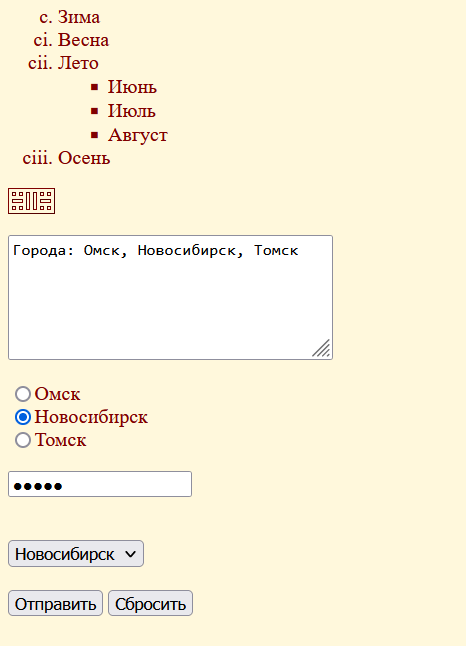 c. Зима
ci. Весна
cii. Лето
Июнь
Июль
Август
ciii. Осень
Города: Омск, Новосибирск, Томск
Омск
Новосибирск
Томск
●●●●●
Новосибирск
Отправить Сбросить